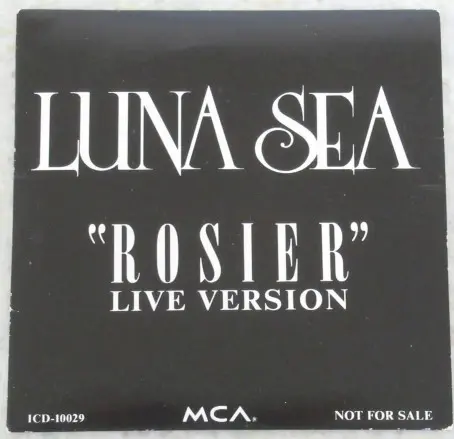 LUNA SEA
"ROSIER"
LIVE VERSION
ICD-10029 MCA® NOT FOR SALE